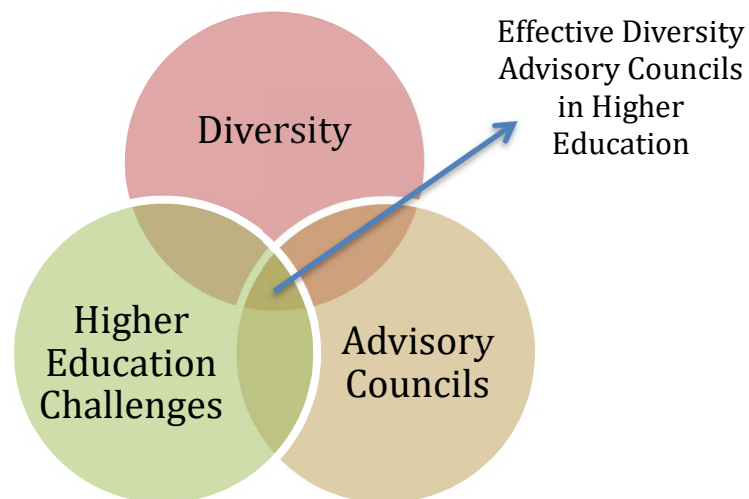 Effective Diversity
Advisory Councils
in Higher
Education
Diversity
Higher
Education
Challenges
Advisory
Councils